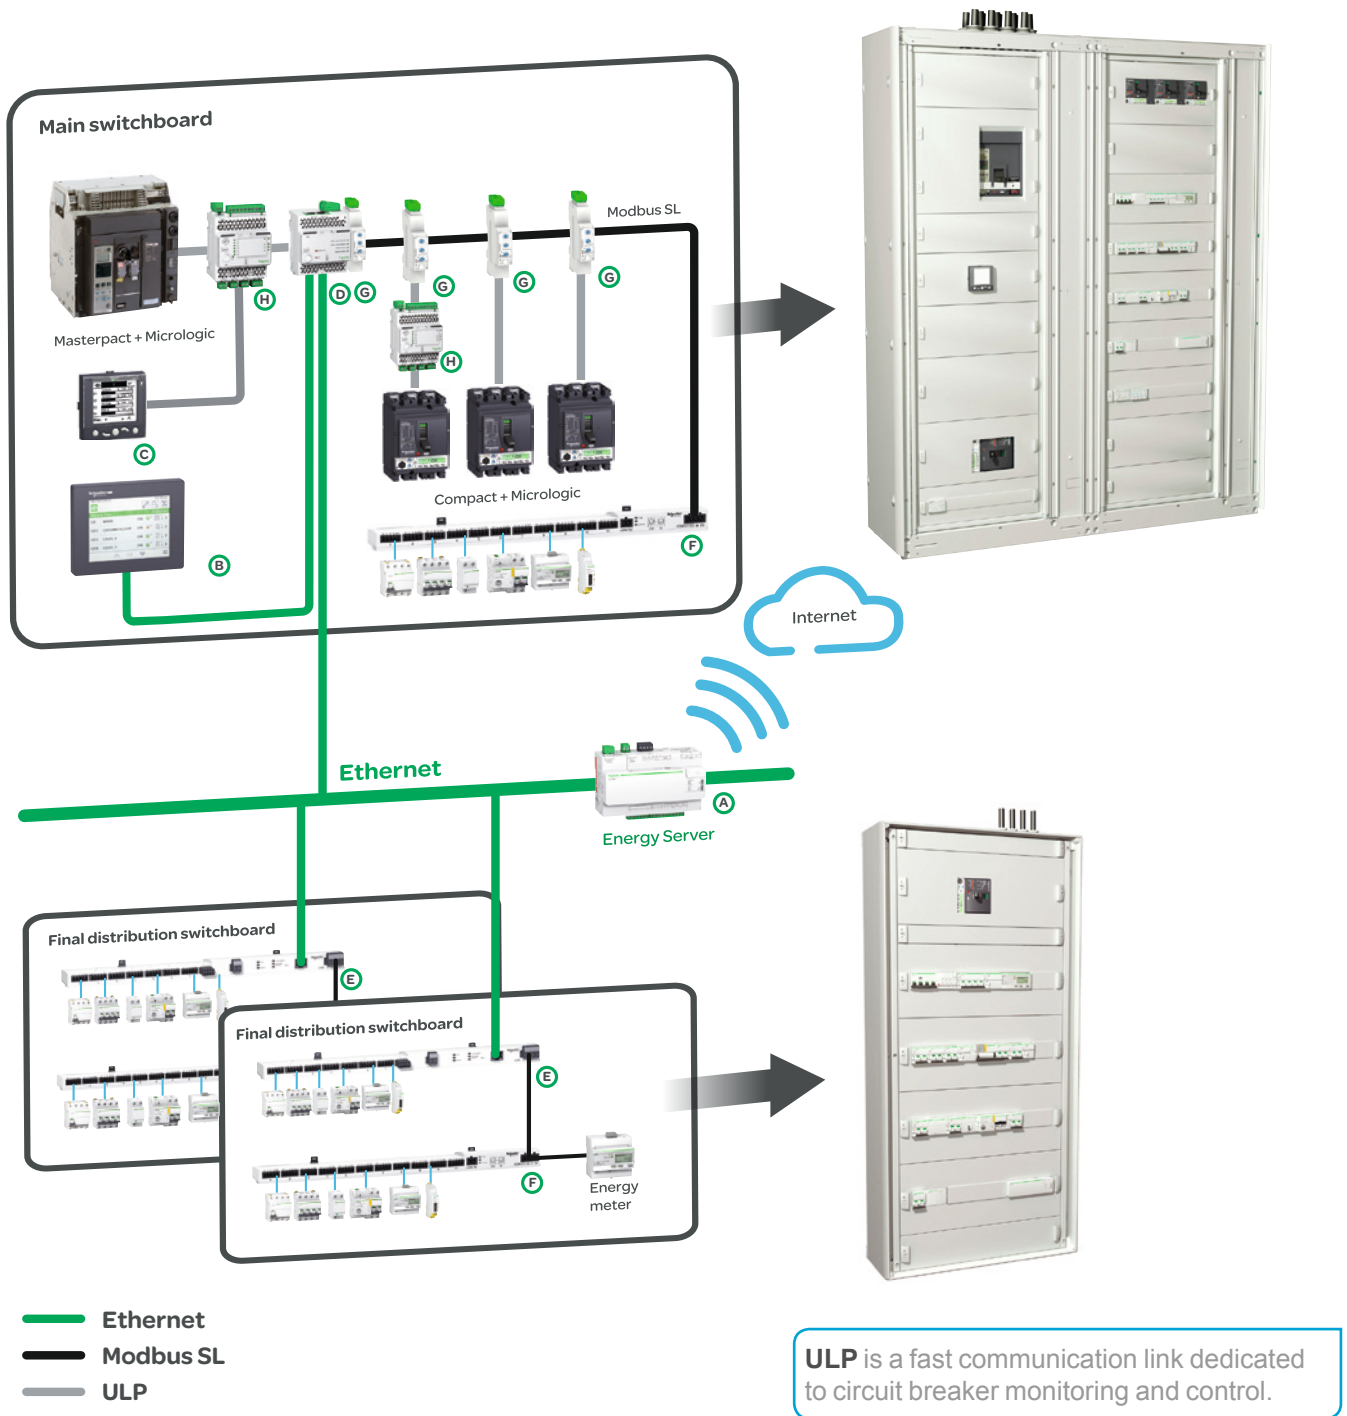 Main switchboard
Modbus SL
H
D
G
G
G
G
Masterpact + Micrologic
H
C
Compact + Micrologic
B
F
Internet
Ethernet
A
Energy Server
Final distribution switchboard
E
Final distribution switchboard
E
F
Energy
meter
Ethernet
Modbus SL
ULP
ULP is a fast communication link dedicated
to circuit breaker monitoring and control.